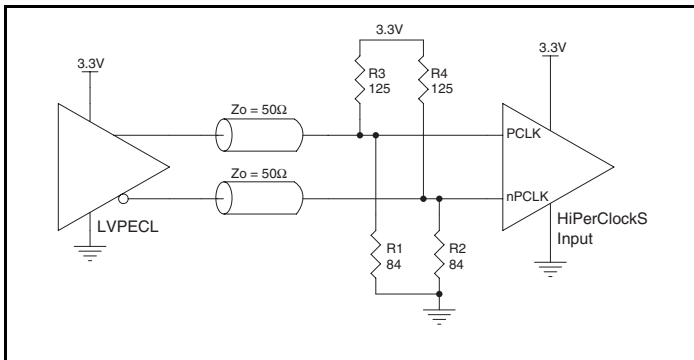 3.3V
3.3V
3.3V
R3
125
R4
125
Zo = 50Ω
PCLK
Zo = 50Ω
nPCLK
LVPECL
HiPerClockS
Input
R1
84
R2
84